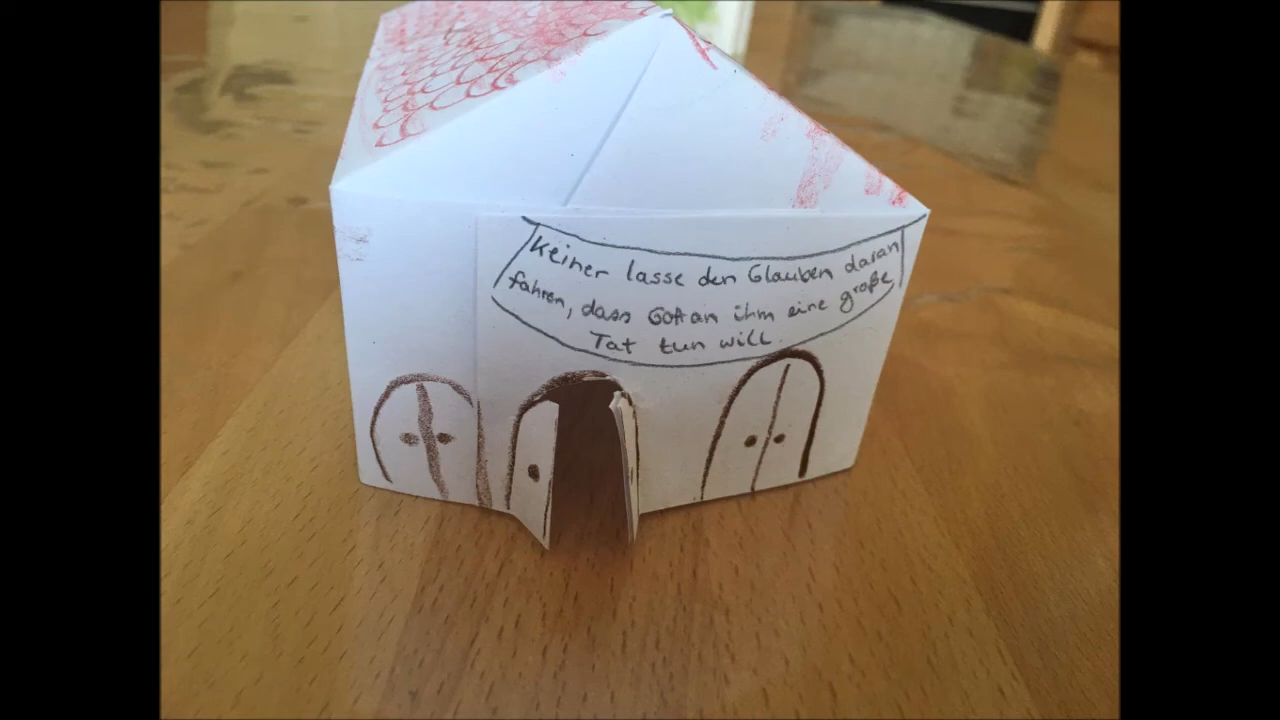 Keiner lasse den Glauben daran
fahren, dass Gott an ihm eine große
Tat tun will.